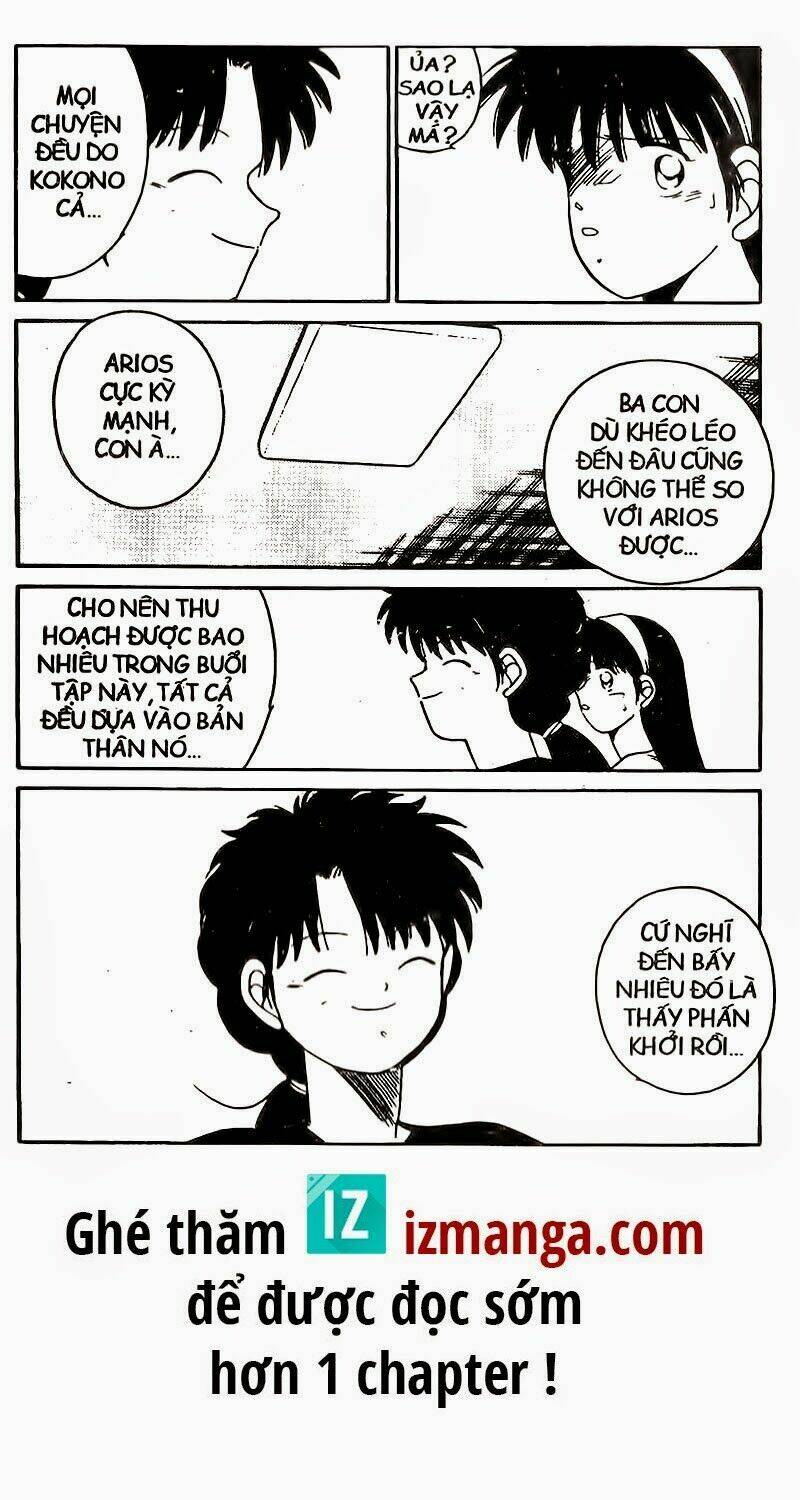 MỌI
CHUYỆN
ĐỀU DO
KOKONO
CẢ...
ỦA?
SAO LẠ
VẬY
MÁ?
ARIOS
CỰC KỲ
MẠNH,
CON À...
BA CON
DÙ KHÉO LÉO
ĐẾN ĐÂU CŨNG
KHÔNG THỂ SO
VỚI ARIOS
ĐƯỢC...
CHO NÊN THU
HOẠCH ĐƯỢC BAO
NHIÊU TRONG BUỔI
TẬP NÀY, TẤT CẢ
ĐỀU DỰA VÀO BẢN
THÂN NÓ...
CỨ NGHĨ
ĐẾN BẤY
NHIÊU ĐÓ LÀ
THẤY PHẤN
KHỞI RỒI...
Ghé thăm IZ izmanga.com
để được đọc sớm
hơn 1 chapter !